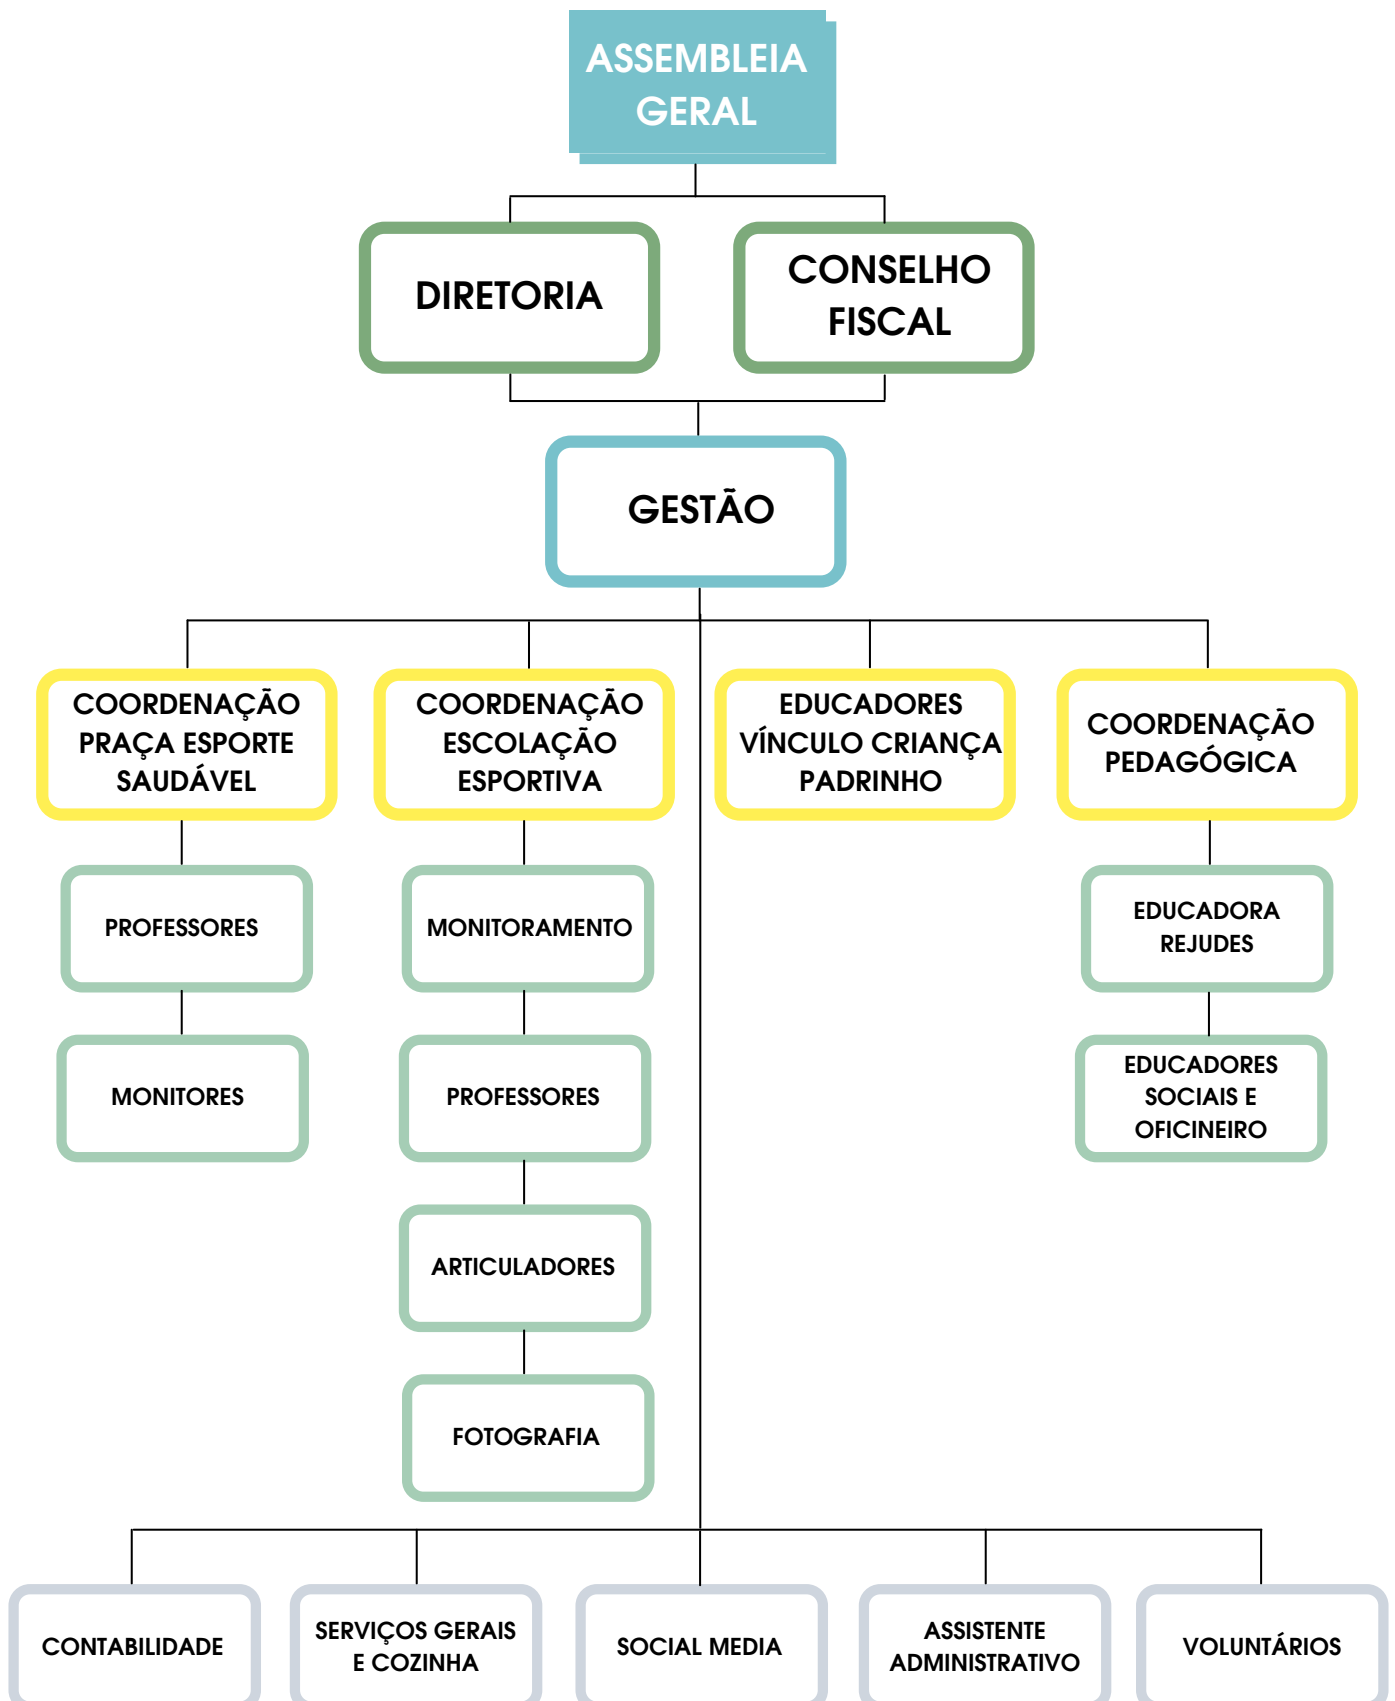 ASSEMBLEIA
GERAL
DIRETORIA
CONSELHO
FISCAL
GESTÃO
COORDENAÇÃO
PRAÇA ESPORTE
SAUDÁVEL
COORDENAÇÃO
ESCOLAÇÃO
ESPORTIVA
EDUCADORES
VÍNCULO CRIANÇA
PADRINHO
COORDENAÇÃO
PEDAGÓGICA
PROFESSORES
MONITORAMENTO
EDUCADORA
REJUDES
MONITORES
PROFESSORES
EDUCADORES
SOCIAIS E
OFICINEIRO
ARTICULADORES
FOTOGRAFIA
CONTABILIDADE
SERVIÇOS GERAIS
E COZINHA
SOCIAL MEDIA
ASSISTENTE
ADMINISTRATIVO
VOLUNTÁRIOS